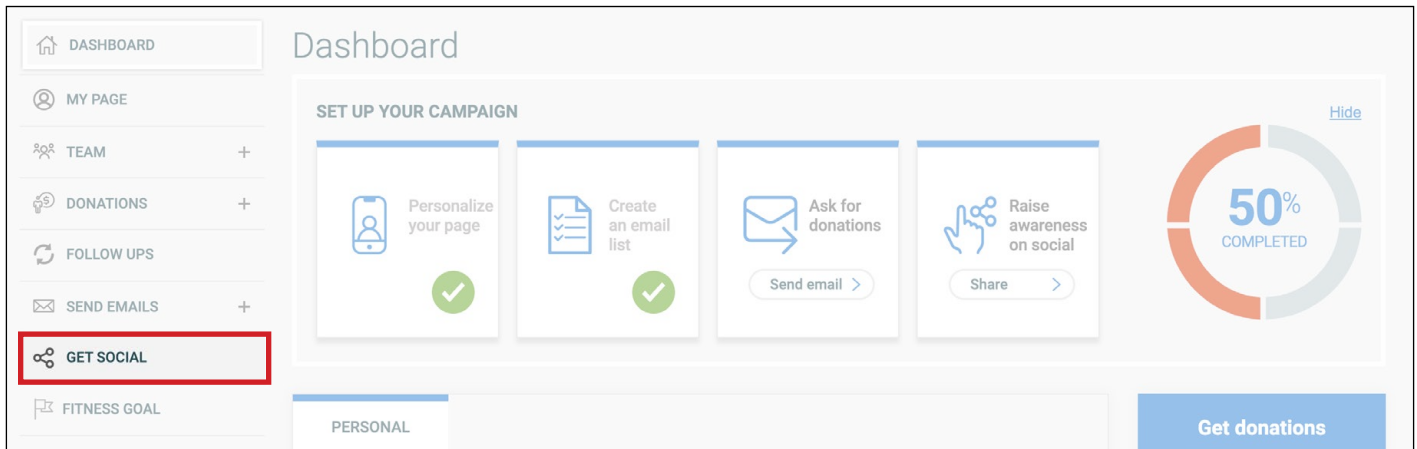 DASHBOARD
MY PAGE
TEAM +
DONATIONS +
FOLLOW UPS
SEND EMAILS +
GET SOCIAL
FITNESS GOAL
Dashboard
SET UP YOUR CAMPAIGN
Hide
Personalize
your page
Create
an email
list
Ask for
donations
Send email >
Raise
awareness
on social
Share >
50%
COMPLETED
PERSONAL
Get donations